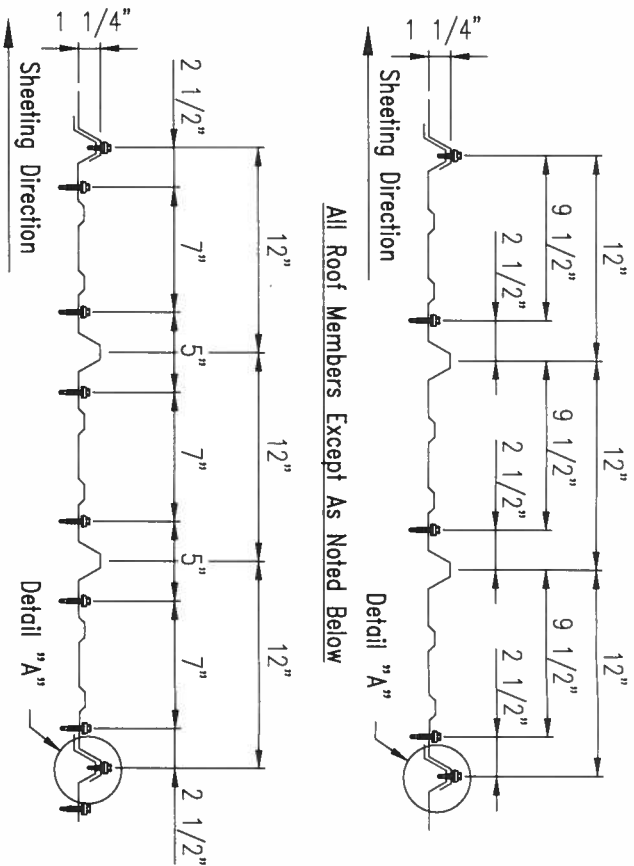 12" 12" 12"
9 1/2" 9 1/2" 9 1/2"
2 1/2" 2 1/2" 2 1/2"
1 1/4"
Sheeting Direction
Detail "A"
All Roof Members Except As Noted Below
12" 12" 12"
2 1/2" 7" 5" 7" 5" 7" 2 1/2"
1 1/4"
Sheeting Direction
Detail "A"